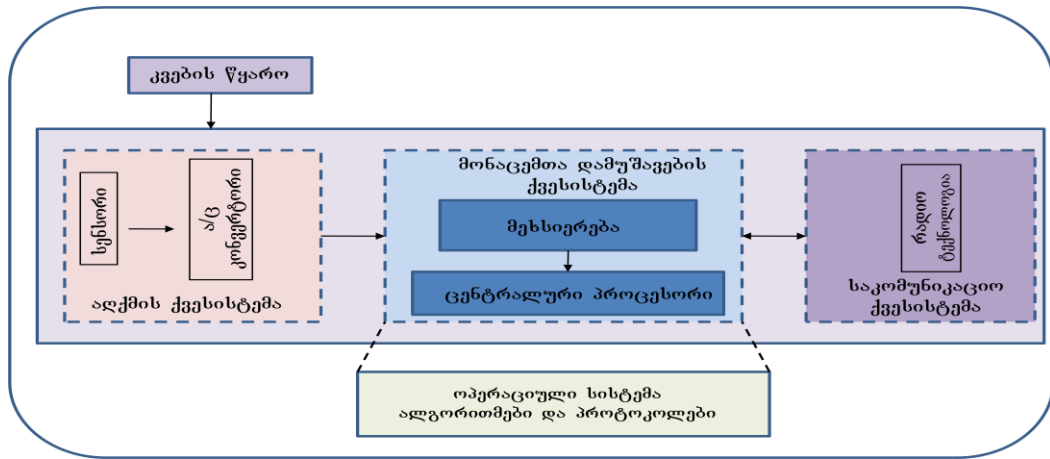 კვების წყარო
სენსორი
ა/ც
კონვერტორი
აღქმის ქვესისტემა
მონაცემთა დამუშავების
ქვესისტემა
მეხსიერება
ცენტრალური პროცესორი
რადიო
ტექნოლოგია
საკომუნიკაციო
ქვესისტემა
ოპერაციული სისტემა
ალგორითმები და პროტოკოლები